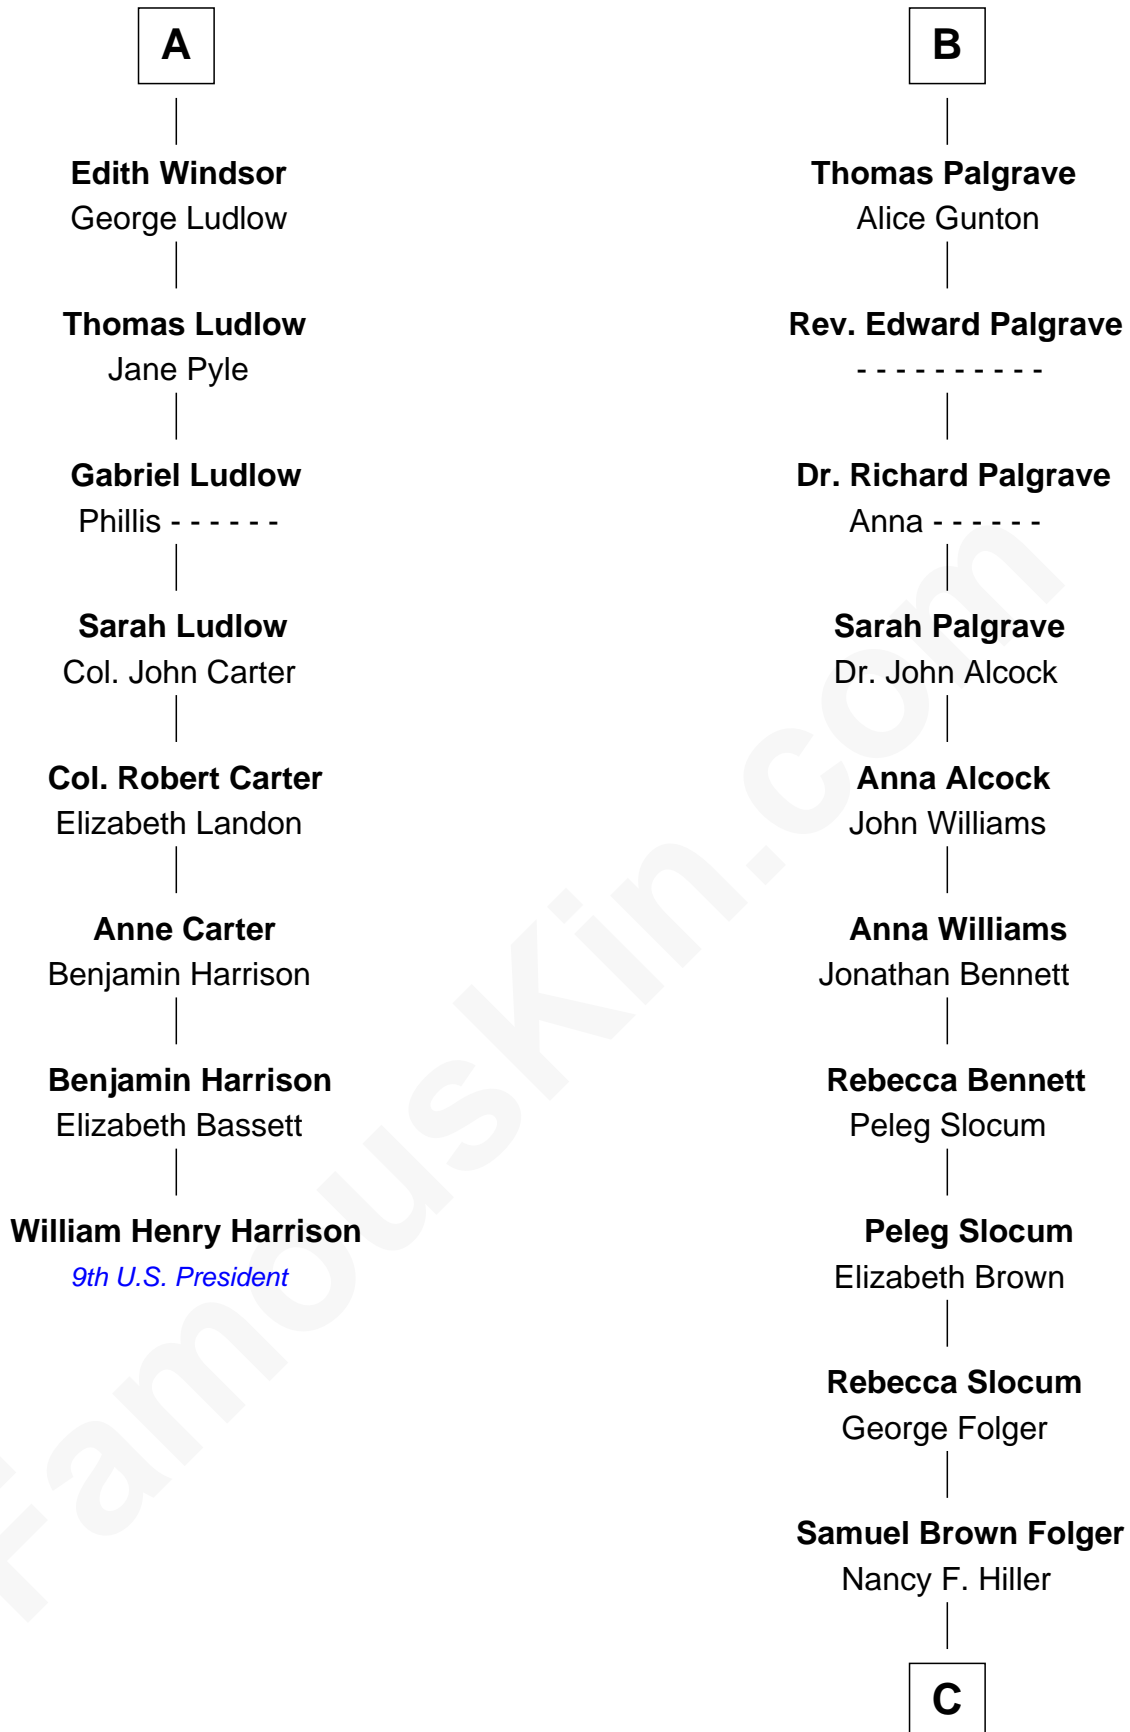 A
Edith Windsor
George Ludlow
Thomas Ludlow
Jane Pyle
Gabriel Ludlow
Phillis - - - - - -
Sarah Ludlow
Col. John Carter
Col. Robert Carter
Elizabeth Landon
Anne Carter
Benjamin Harrison
Benjamin Harrison
Elizabeth Bassett
William Henry Harrison
9th U.S. President
B
Thomas Palgrave
Alice Gunton
Rev. Edward Palgrave
- - - - - - - - - -
Dr. Richard Palgrave
Anna - - - - - -
Sarah Palgrave
Dr. John Alcock
Anna Alcock
John Williams
Anna Williams
Jonathan Bennett
Rebecca Bennett
Peleg Slocum
Peleg Slocum
Elizabeth Brown
Rebecca Slocum
George Folger
Samuel Brown Folger
Nancy F. Hiller
C
FamousKin.com